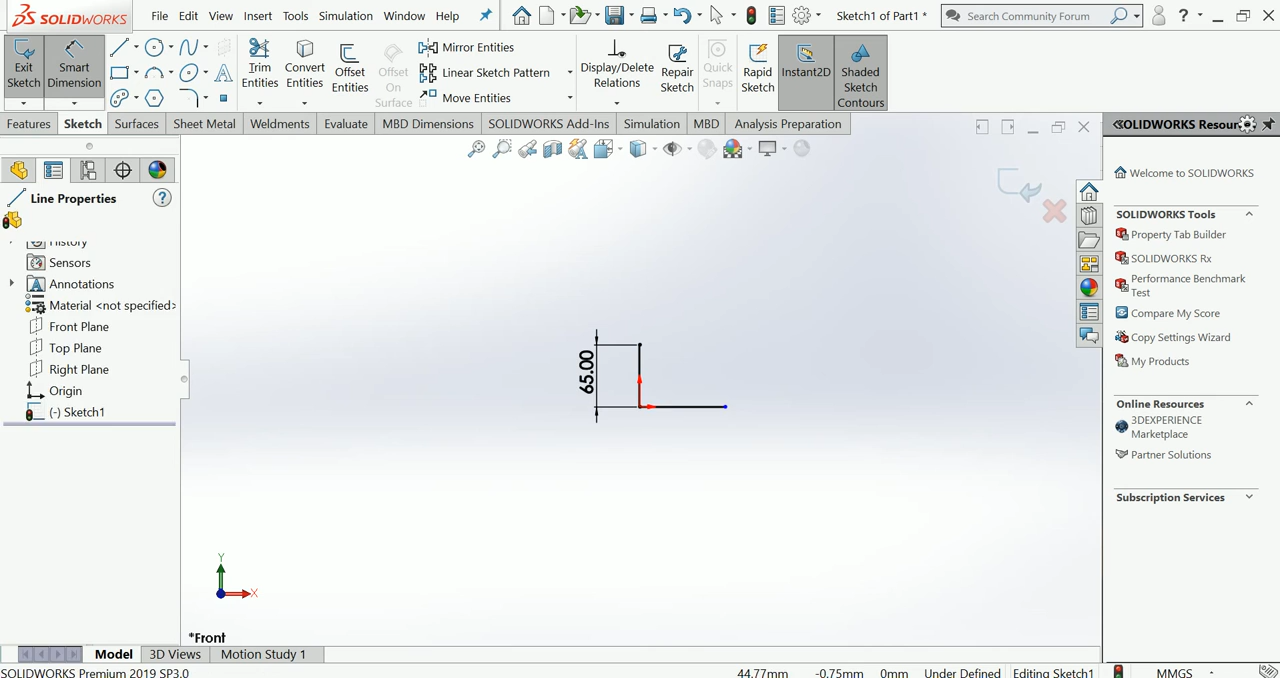 SOLIDWORKS File Edit View Insert Tools Simulation Window Help Sketch1 of Part1 * Search Community Forum ?
Exit Sketch
Smart Dimension
Trim Entities
Convert Entities
Offset Entities
Offset On Surface
Mirror Entities
Linear Sketch Pattern
Move Entities
Display/Delete Relations
Repair Sketch
Quick Snaps
Rapid Sketch
Instant2D
Shaded Sketch Contours
Features Sketch Surfaces Sheet Metal Weldments Evaluate MBD Dimensions SOLIDWORKS Add-Ins Simulation MBD Analysis Preparation
Line Properties ?
History
Sensors
Annotations
Material <not specified>
Front Plane
Top Plane
Right Plane
Origin
(-) Sketch1
65.00
Y
X
*Front
SOLIDWORKS Resour
Welcome to SOLIDWORKS
SOLIDWORKS Tools
Property Tab Builder
SOLIDWORKS Rx
Performance Benchmark
Test
Compare My Score
Copy Settings Wizard
My Products
Online Resources
3DEXPERIENCE
Marketplace
Partner Solutions
Subscription Services
Model 3D Views Motion Study 1
SOLIDWORKS Premium 2019 SP3.0 44.77mm -0.75mm 0mm Under Defined Editing Sketch1 MMGS